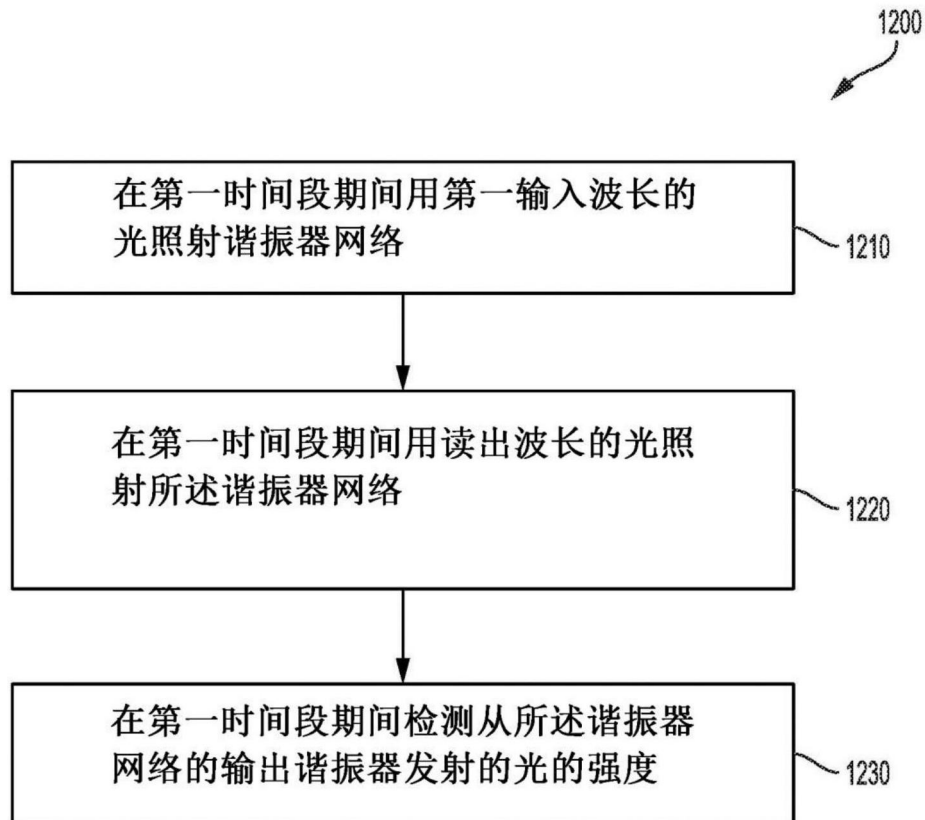 1200
在第一时间段期间用第一输入波长的
光照射谐振器网络
1210
在第一时间段期间用读出波长的光照
射所述谐振器网络
1220
在第一时间段期间检测从所述谐振器
网络的输出谐振器发射的光的强度
1230